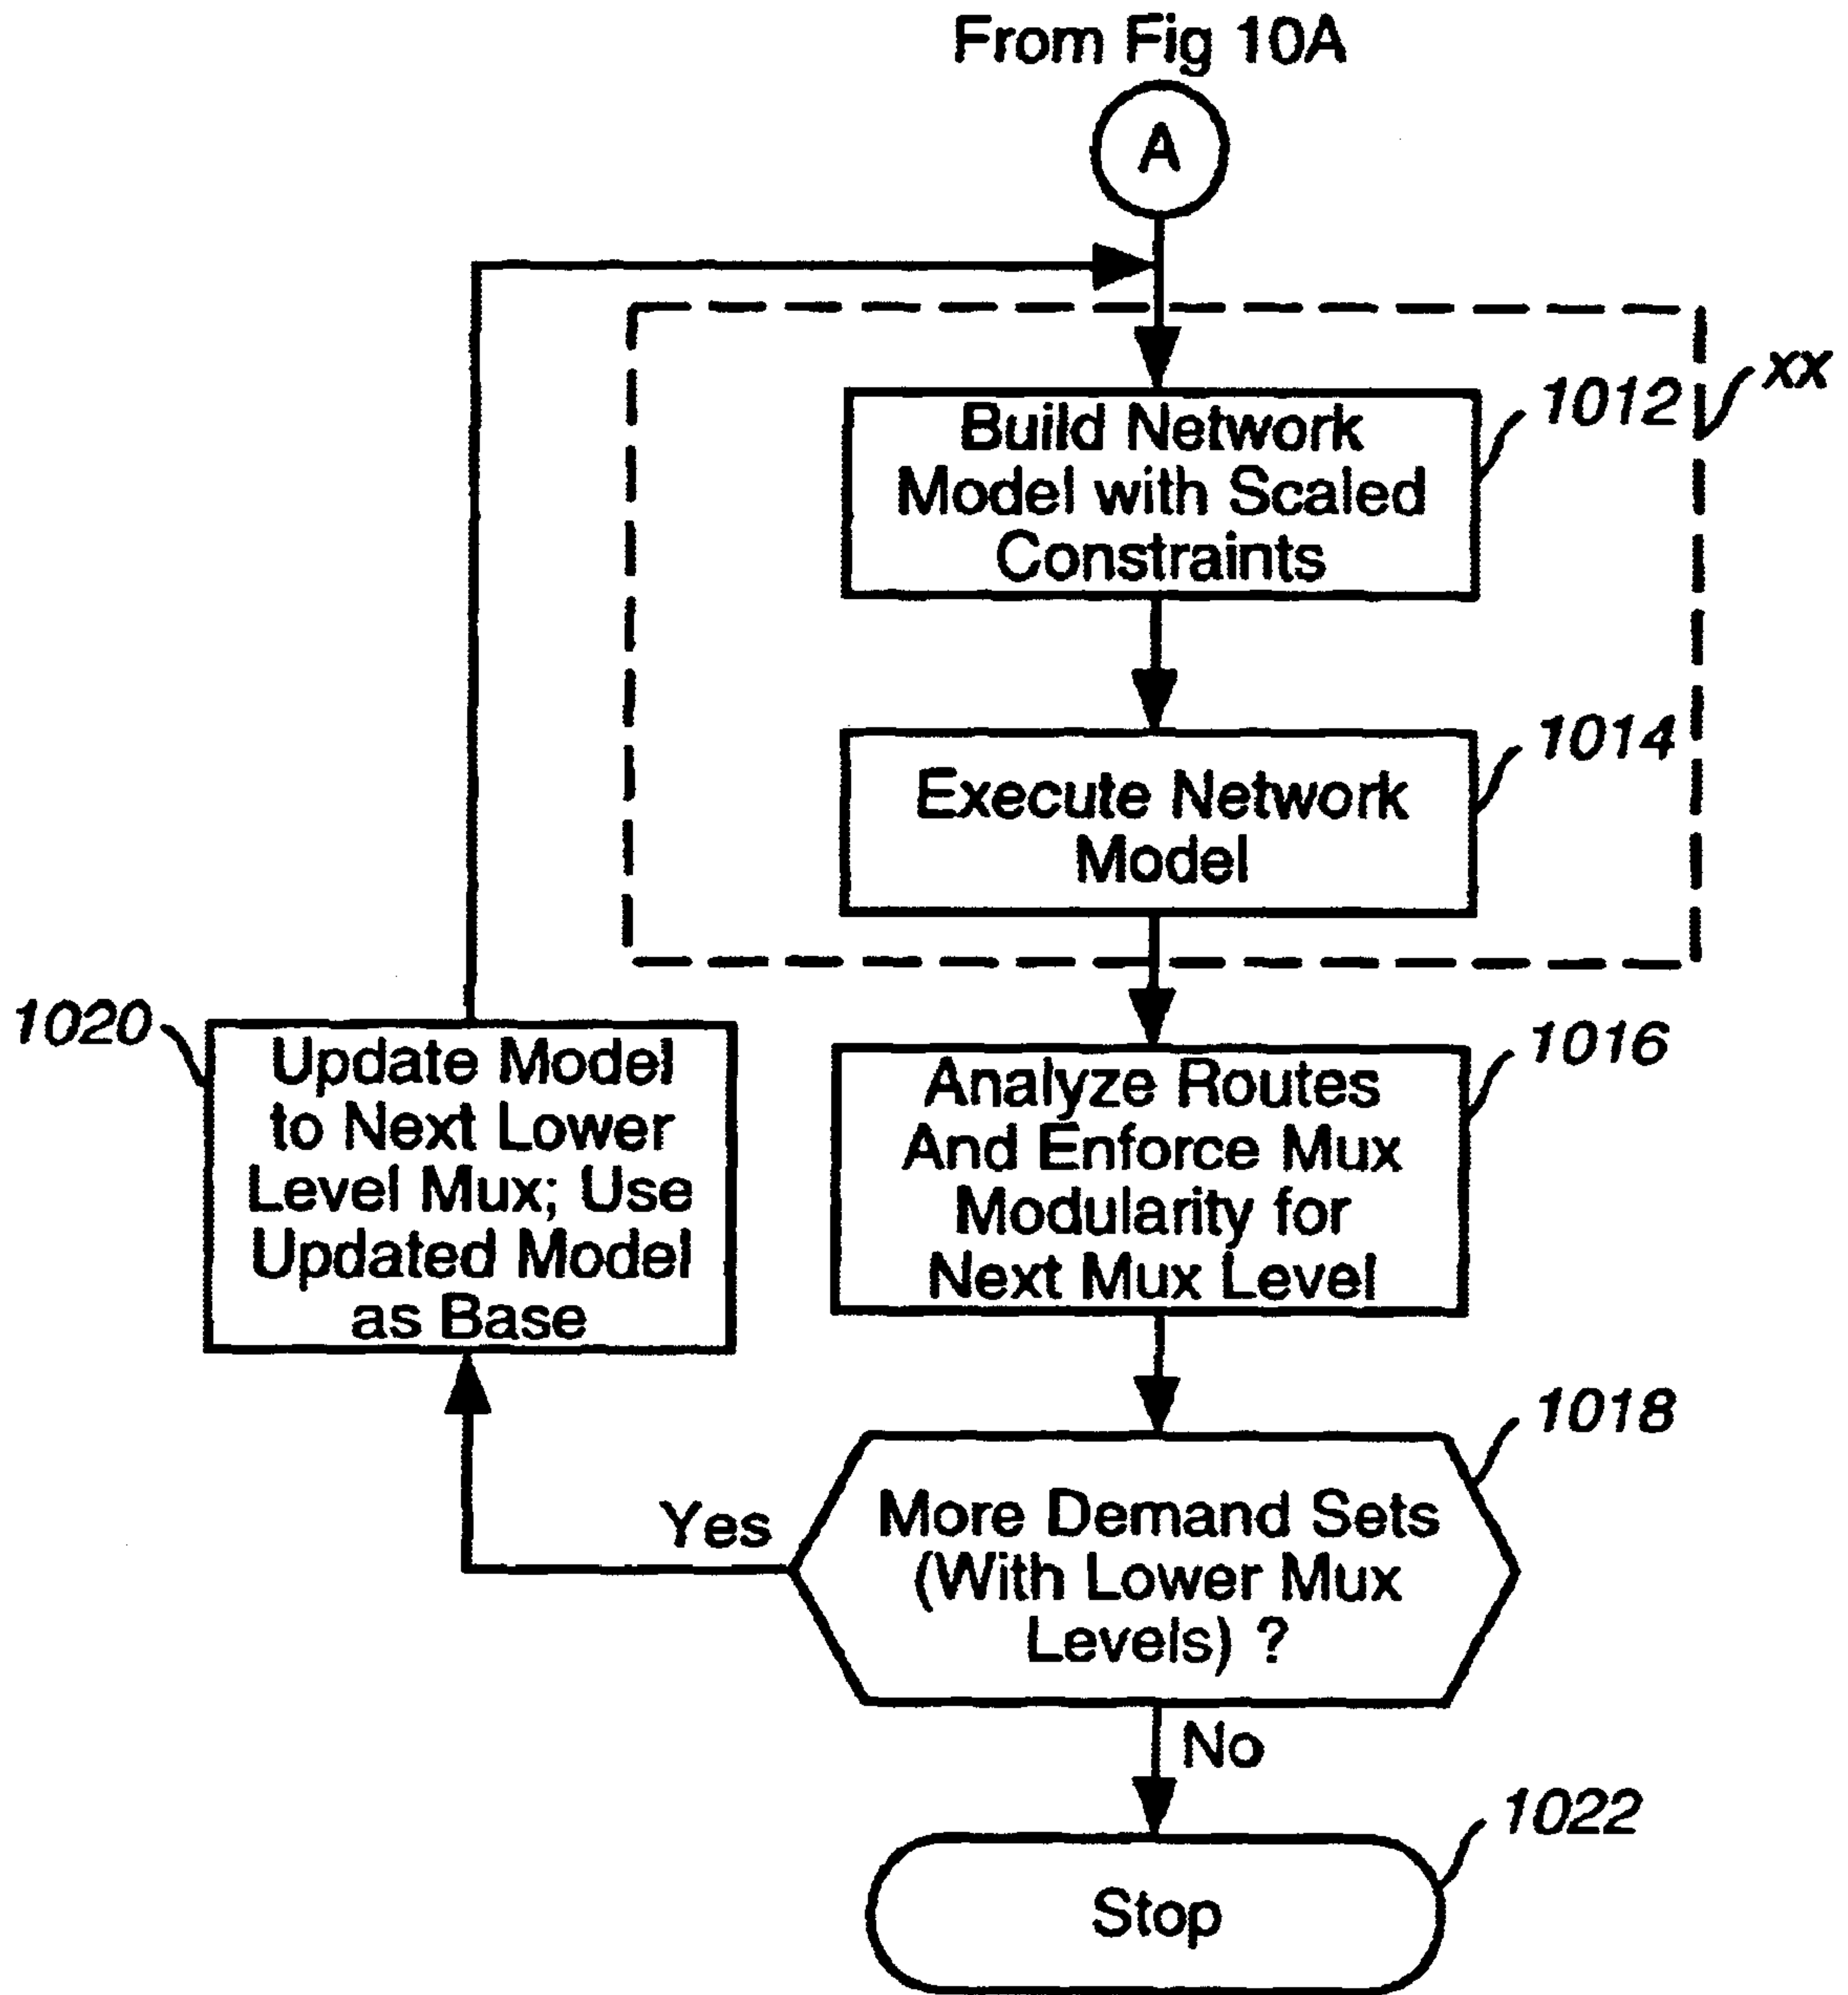 From Fig 10A
A
xx
1012
Build Network
Model with Scaled
Constraints
1014
Execute Network
Model
1020
Update Model
to Next Lower
Level Mux; Use
Updated Model
as Base
1016
Analyze Routes
And Enforce Mux
Modularity for
Next Mux Level
1018
More Demand Sets
(With Lower Mux
Levels) ?
Yes
No
1022
Stop